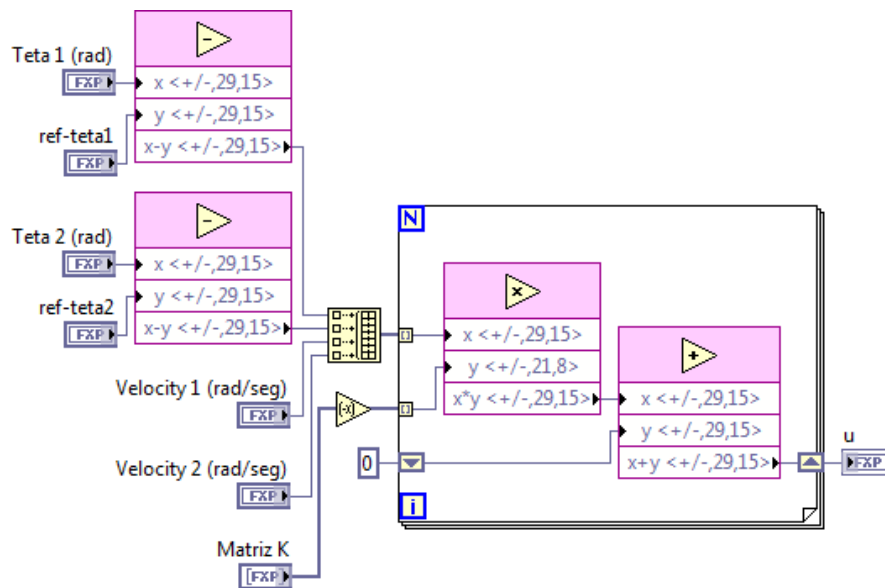 Teta 1 (rad)
FXP
ref-teta1
FXP
−
x <+/-,29,15>
y <+/-,29,15>
x-y <+/-,29,15>
Teta 2 (rad)
FXP
ref-teta2
FXP
−
x <+/-,29,15>
y <+/-,29,15>
x-y <+/-,29,15>
Velocity 1 (rad/seg)
FXP
Velocity 2 (rad/seg)
FXP
Matriz K
[FXP]
(-x)
0
N
×
x <+/-,29,15>
y <+/-,21,8>
x*y <+/-,29,15>
+
x <+/-,29,15>
y <+/-,29,15>
x+y <+/-,29,15>
i
u
FXP